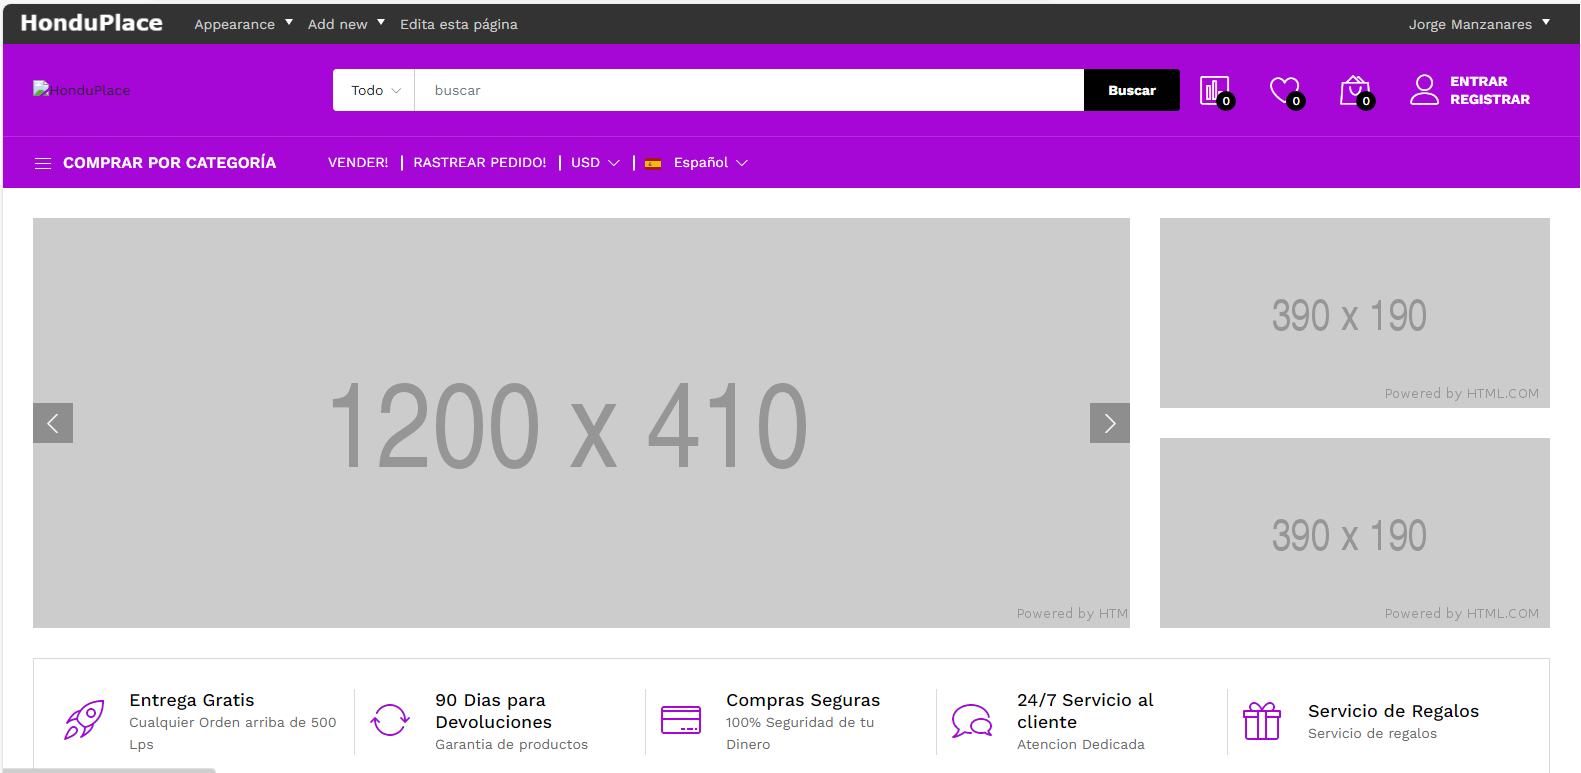 HonduPlace Appearance Add new Edita esta página Jorge Manzanares
HonduPlace Todo buscar Buscar 0 0 0 ENTRAR
REGISTRAR
COMPRAR POR CATEGORÍA VENDER! | RASTREAR PEDIDO! | USD | Español
1200 x 410
Powered by HTM
390 x 190
Powered by HTML.COM
390 x 190
Powered by HTML.COM
Entrega Gratis
Cualquier Orden arriba de 500
Lps
90 Dias para
Devoluciones
Garantia de productos
Compras Seguras
100% Seguridad de tu
Dinero
24/7 Servicio al
cliente
Atencion Dedicada
Servicio de Regalos
Servicio de regalos